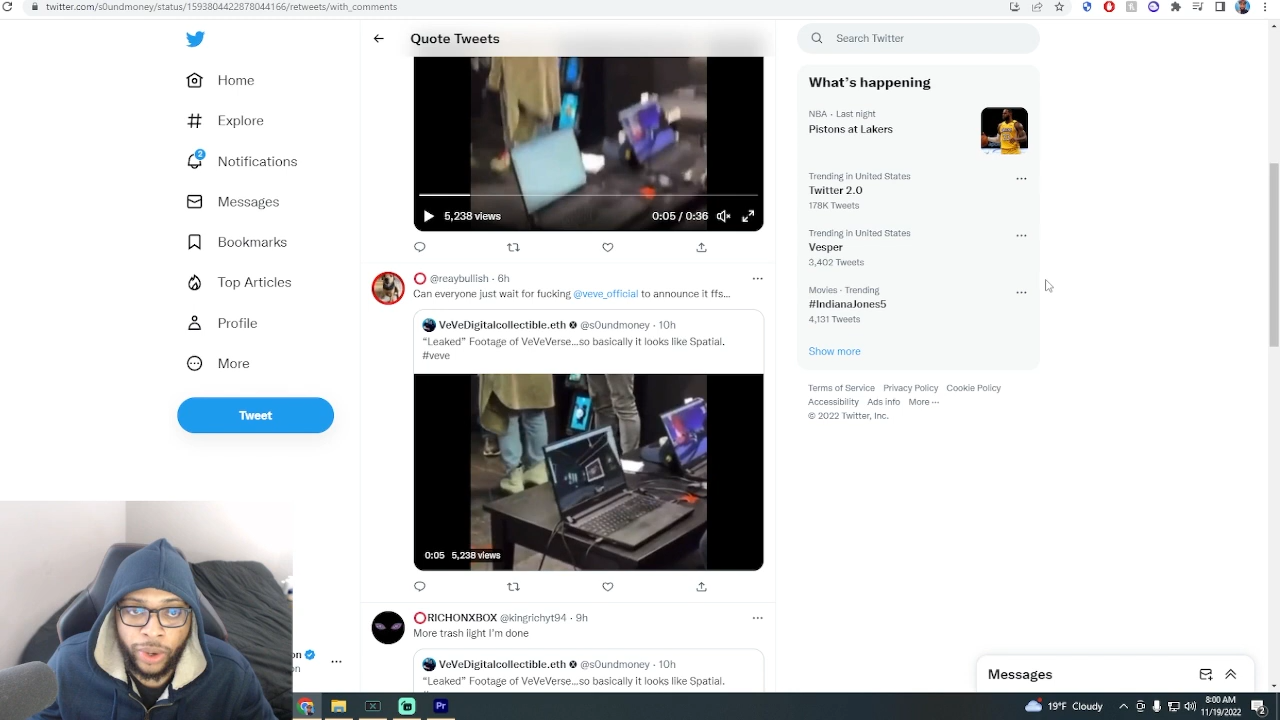 twitter.com/s0undmoney/status/1593804422878044166/retweets/with_comments
Quote Tweets
Search Twitter
Home
Explore
2
Notifications
Messages
Bookmarks
Top Articles
Profile
More
Tweet
5,238 views
0:05 / 0:36
@reaybullish · 6h
Can everyone just wait for fucking @veve_official to announce it ffs...
VeVeDigitalcollectible.eth @s0undmoney · 10h
“Leaked” Footage of VeVeVerse...so basically it looks like Spatial.
#veve
0:05 5,238 views
RICHONXBOX @kingrichyt94 · 9h
More trash iight I'm done
VeVeDigitalcollectible.eth @s0undmoney · 10h
“Leaked” Footage of VeVeVerse...so basically it looks like Spatial.
What's happening
NBA · Last night
Pistons at Lakers
Trending in United States
Twitter 2.0
178K Tweets
Trending in United States
Vesper
3,402 Tweets
Movies · Trending
#IndianaJones5
4,131 Tweets
Show more
Terms of Service Privacy Policy Cookie Policy
Accessibility Ads info More ···
© 2022 Twitter, Inc.
on
on
Messages
Pr
19°F Cloudy
8:00 AM
11/19/2022
2